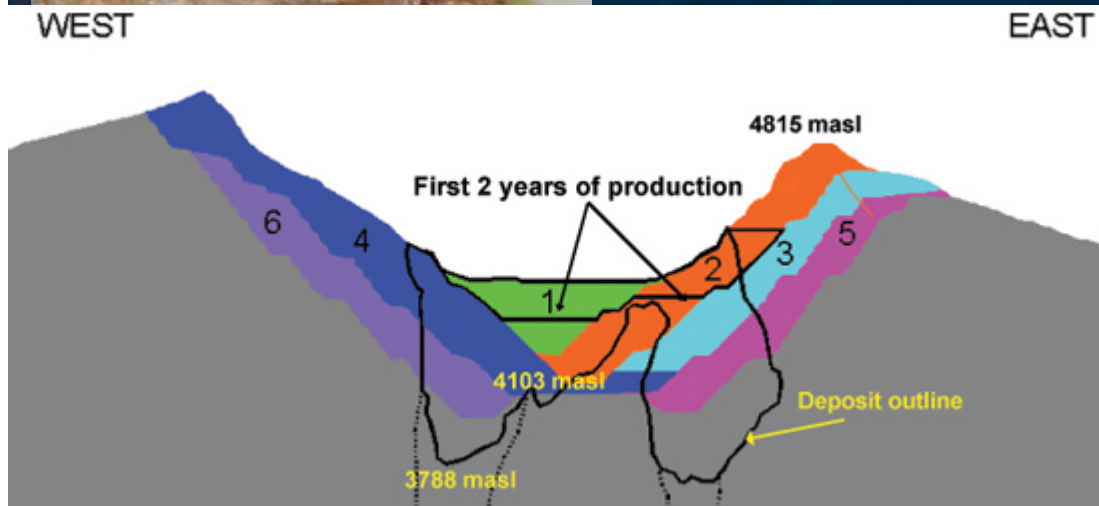 WEST
EAST
4815 masl
First 2 years of production
6
4
1
2
3
5
4103 masl
Deposit outline
3788 masl